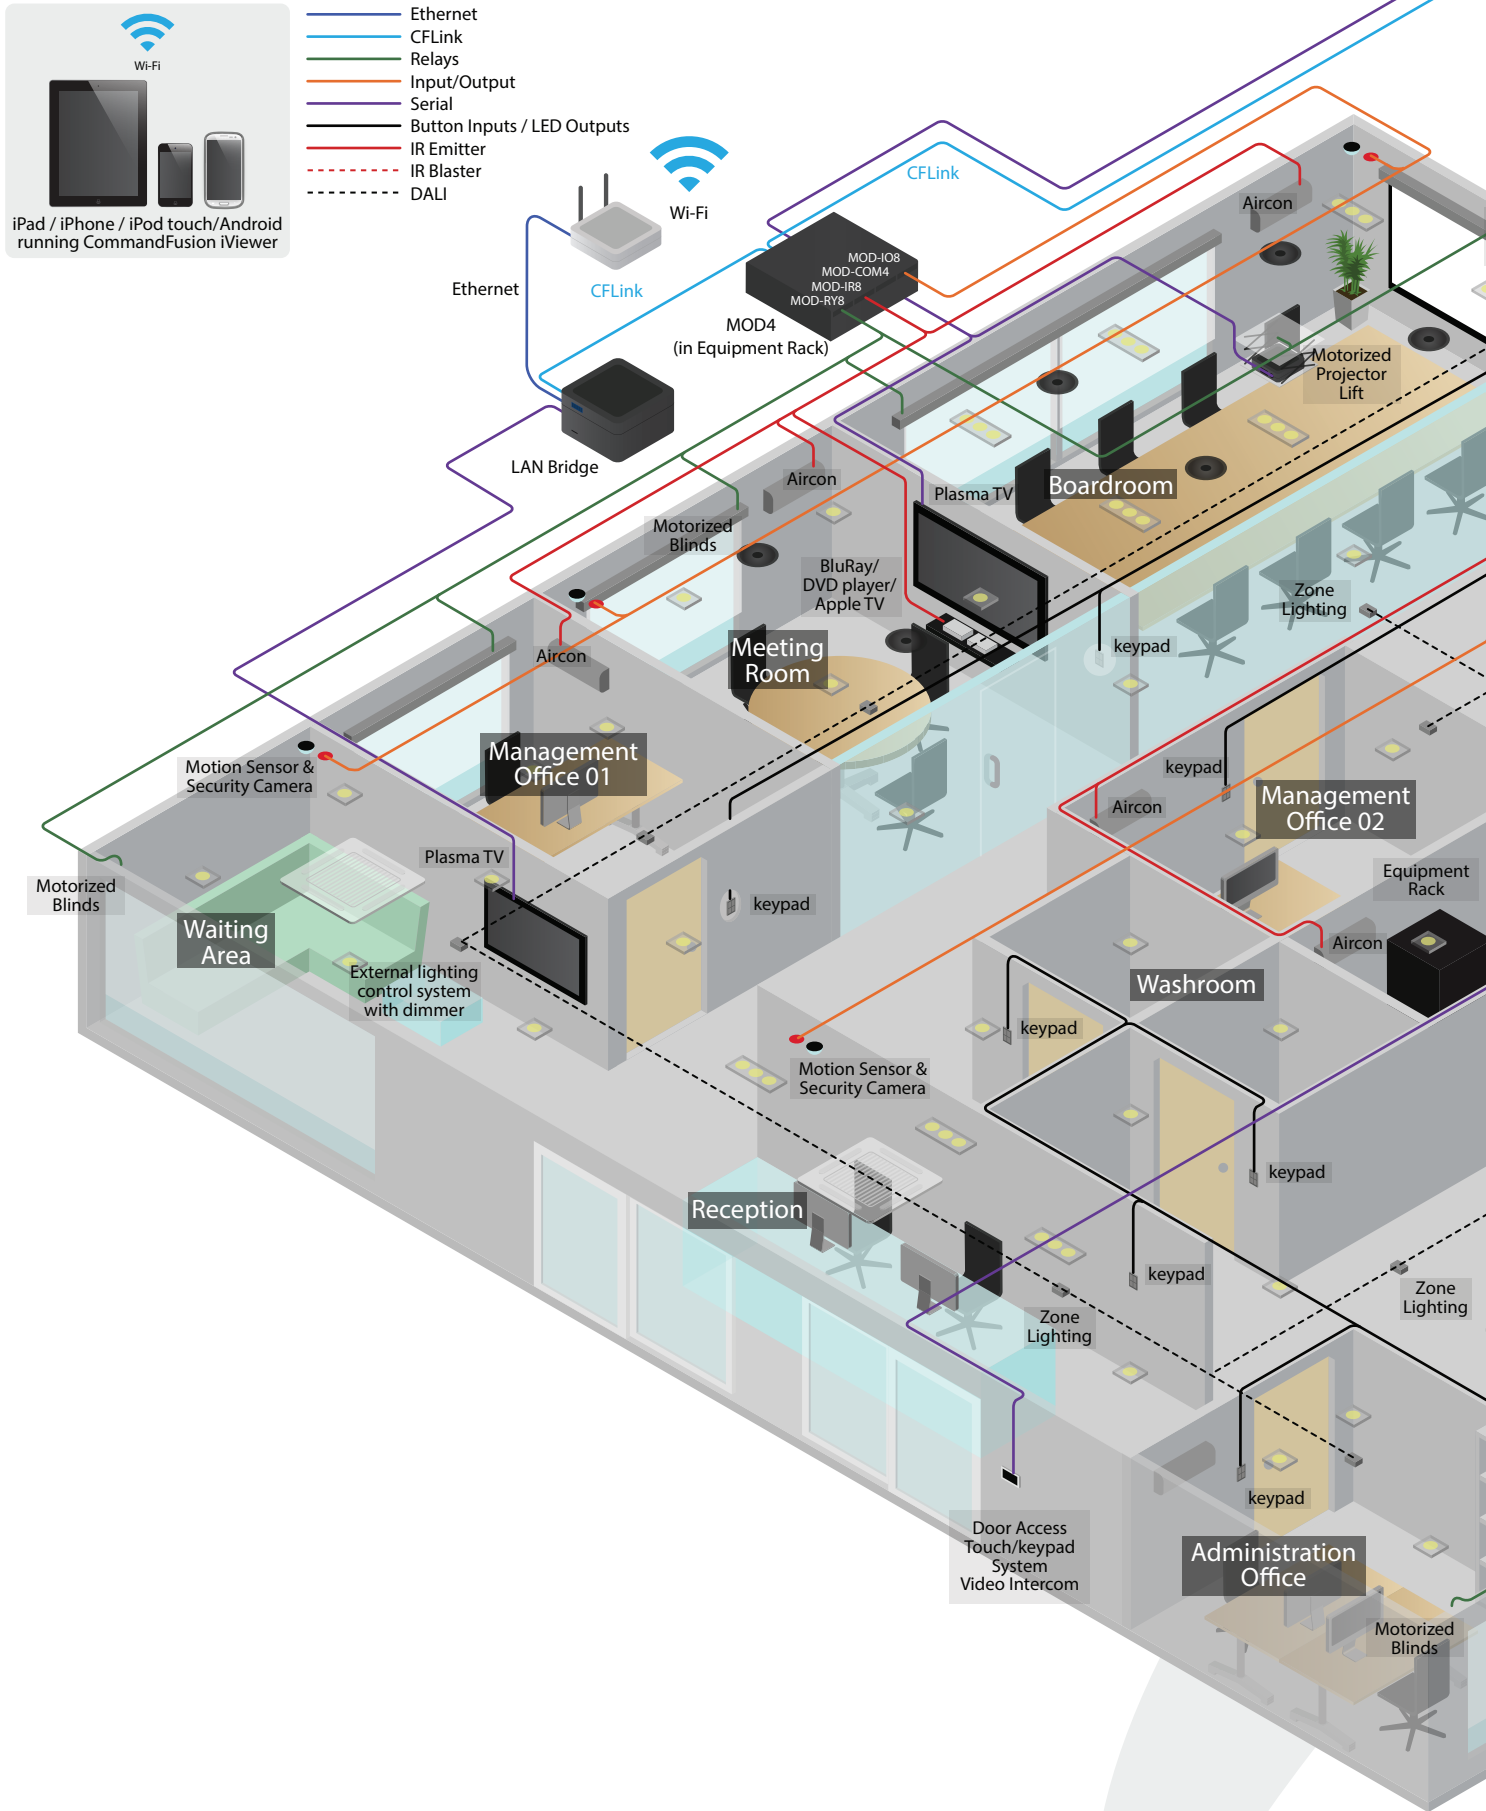 Wi-Fi
iPad / iPhone / iPod touch/Android
running CommandFusion iViewer
Ethernet
CFLink
Relays
Input/Output
Serial
Button Inputs / LED Outputs
IR Emitter
IR Blaster
DALI
Wi-Fi
CFLink
Ethernet
CFLink
MOD-IO8
MOD-COM4
MOD-IR8
MOD-RY8
MOD4
(in Equipment Rack)
LAN Bridge
Aircon
Motorized
Projector
Lift
Boardroom
Plasma TV
Aircon
Motorized
Blinds
BluRay/
DVD player/
Apple TV
Zone
Lighting
keypad
Meeting
Room
Aircon
Management
Office 01
Motion Sensor &
Security Camera
keypad
Aircon
Management
Office 02
Plasma TV
Motorized
Blinds
keypad
Equipment
Rack
Waiting
Area
Aircon
External lighting
control system
with dimmer
Washroom
keypad
Motion Sensor &
Security Camera
keypad
Reception
keypad
Zone
Lighting
Zone
Lighting
keypad
Door Access
Touch/keypad
System
Video Intercom
Administration
Office
Motorized
Blinds